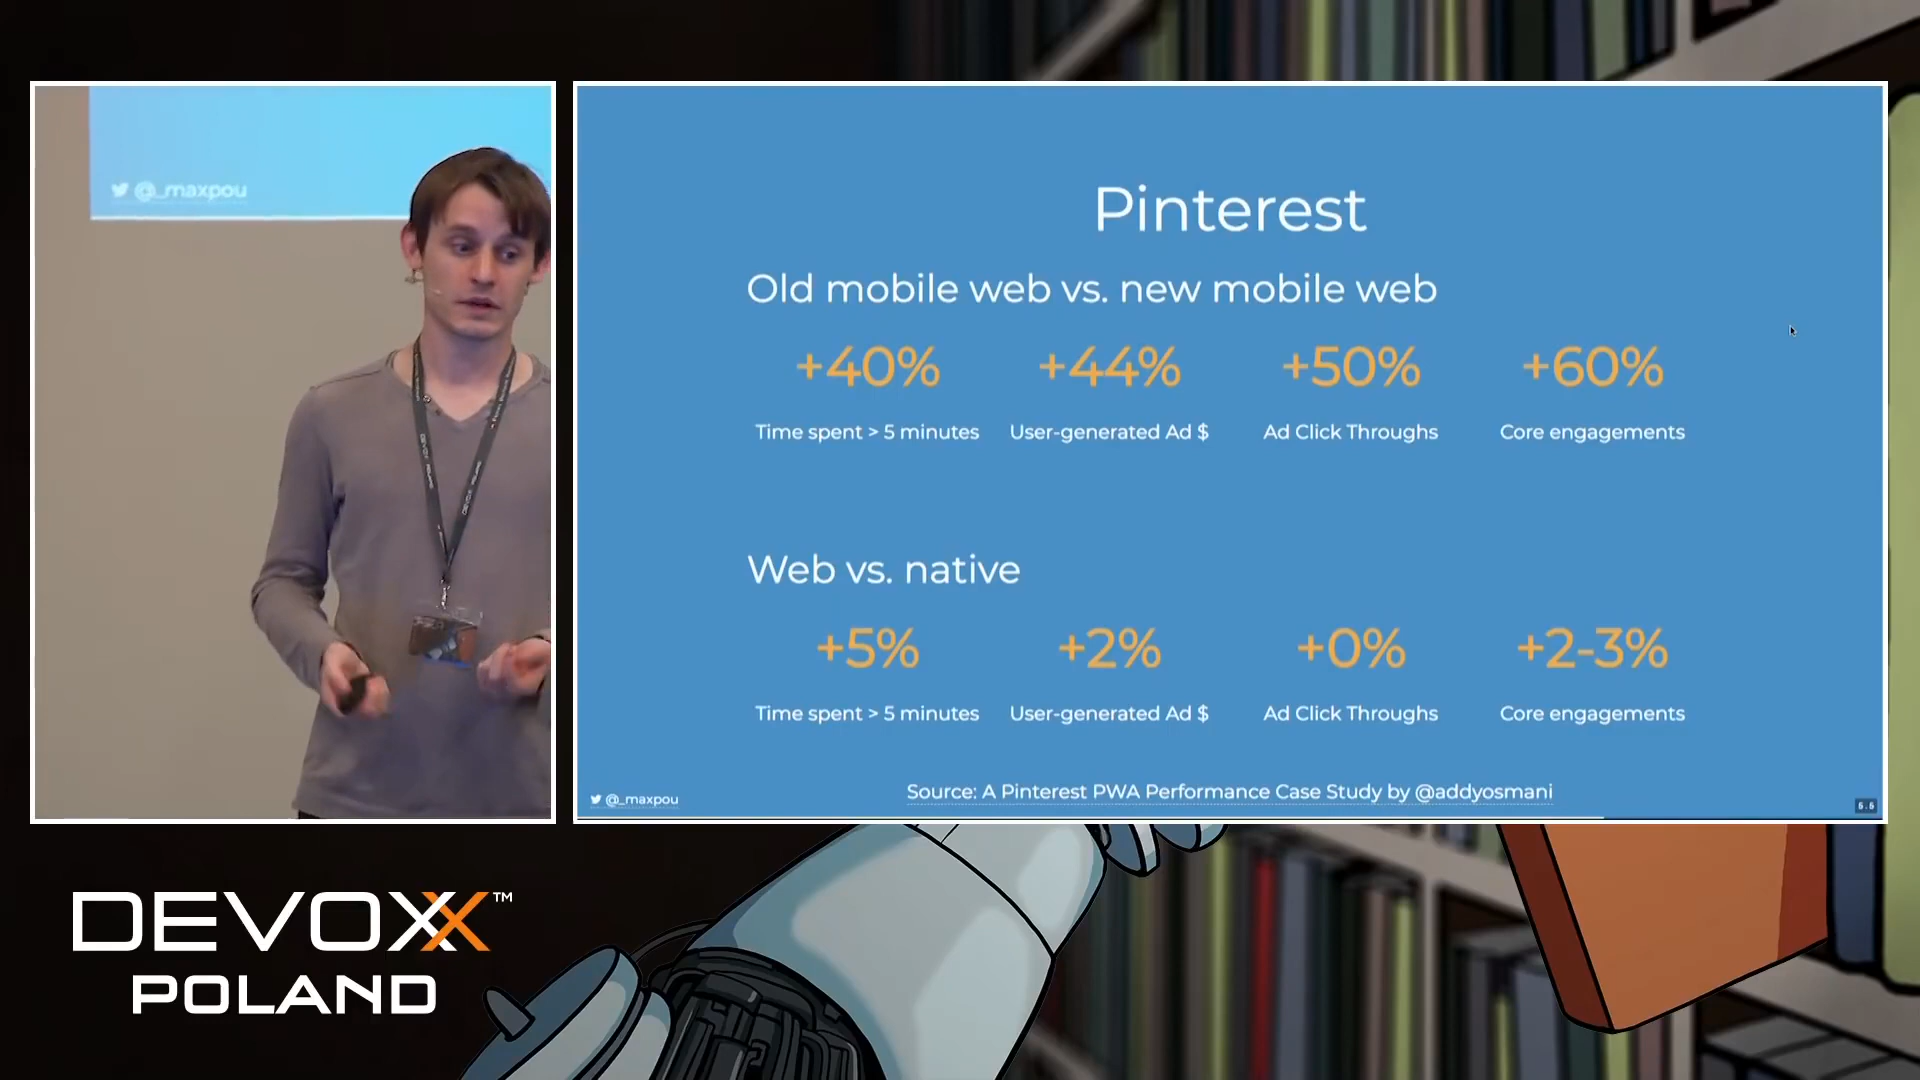 @_maxpou
Pinterest
Old mobile web vs. new mobile web
+40% +44% +50% +60%
Time spent > 5 minutes User-generated Ad $ Ad Click Throughs Core engagements
Web vs. native
+5% +2% +0% +2-3%
Time spent > 5 minutes User-generated Ad $ Ad Click Throughs Core engagements
Source: A Pinterest PWA Performance Case Study by @addyosmani
@_maxpou
5.5
DEVOXX™
POLAND